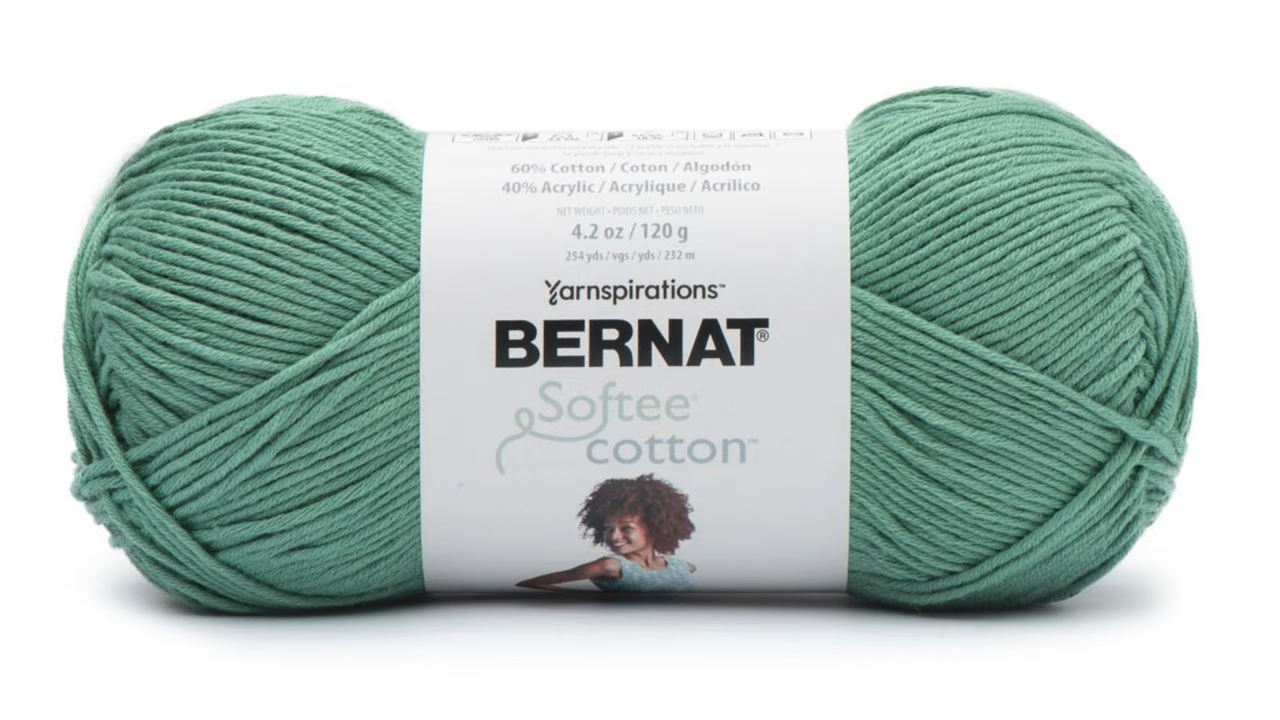 60% Cotton / Coton / Algodón
40% Acrylic / Acrylique / Acrílico
NET WEIGHT • POIDS NET • PESO NETO
4.2 oz / 120 g
254 yds / vgs / yds / 232 m
Yarnspirations™
BERNAT®
Softee®
cotton™